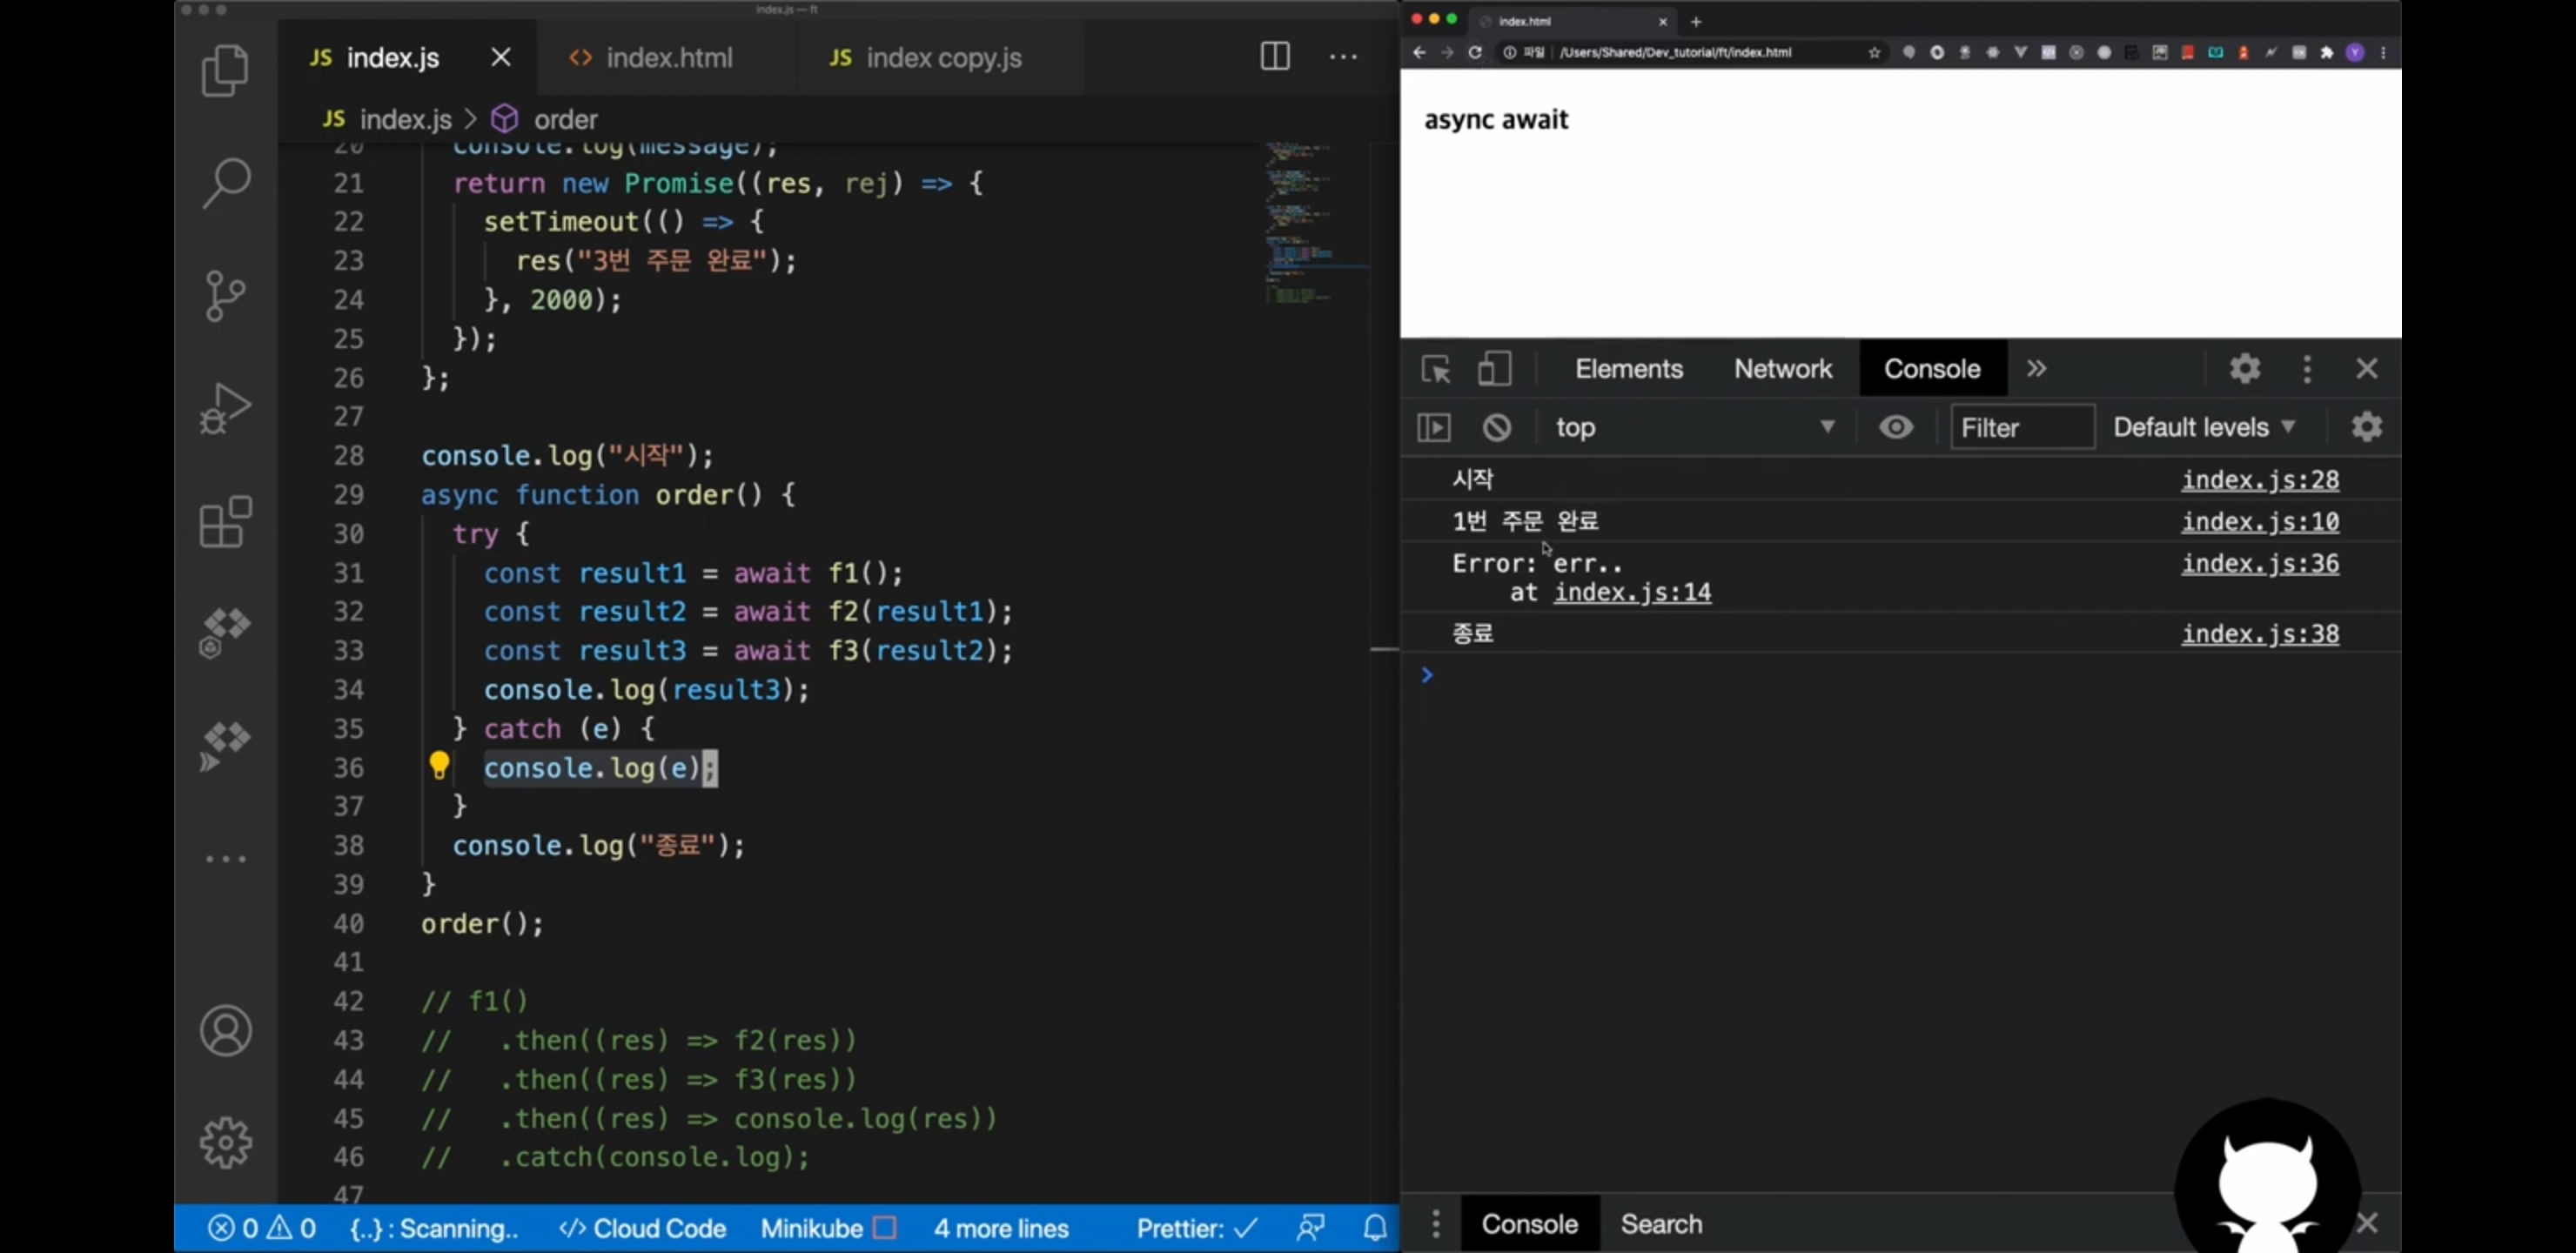 index.js — ft
JS index.js
<> index.html
JS index copy.js
JS index.js > order
20 console.log(message);
21 return new Promise((res, rej) => {
22 setTimeout(() => {
23 res("3번 주문 완료");
24 }, 2000);
25 });
26 };
27
28 console.log("시작");
29 async function order() {
30 try {
31 const result1 = await f1();
32 const result2 = await f2(result1);
33 const result3 = await f3(result2);
34 console.log(result3);
35 } catch (e) {
36 console.log(e);
37 }
38 console.log("종료");
39 }
40 order();
41
42 // f1()
43 // .then((res) => f2(res))
44 // .then((res) => f3(res))
45 // .then((res) => console.log(res))
46 // .catch(console.log);
47
0 0 {..} : Scanning.. </> Cloud Code Minikube 4 more lines Prettier: ✓
index.html
파일 | /Users/Shared/Dev_tutorial/ft/index.html
async await
Elements Network Console »
top Filter Default levels
시작 index.js:28
1번 주문 완료 index.js:10
Error: err.. index.js:36
at index.js:14
종료 index.js:38
>
Console Search